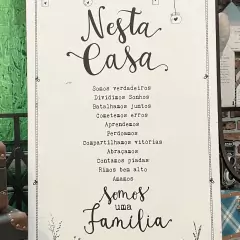 Nesta
Casa
Somos verdadeiros
Dividimos Sonhos
Batalhamos juntos
Cometemos erros
Aprendemos
Perdoamos
Compartilhamos vitórias
Abraçamos
Contamos piadas
Rimos bem alto
Amamos
Somos
uma
Família